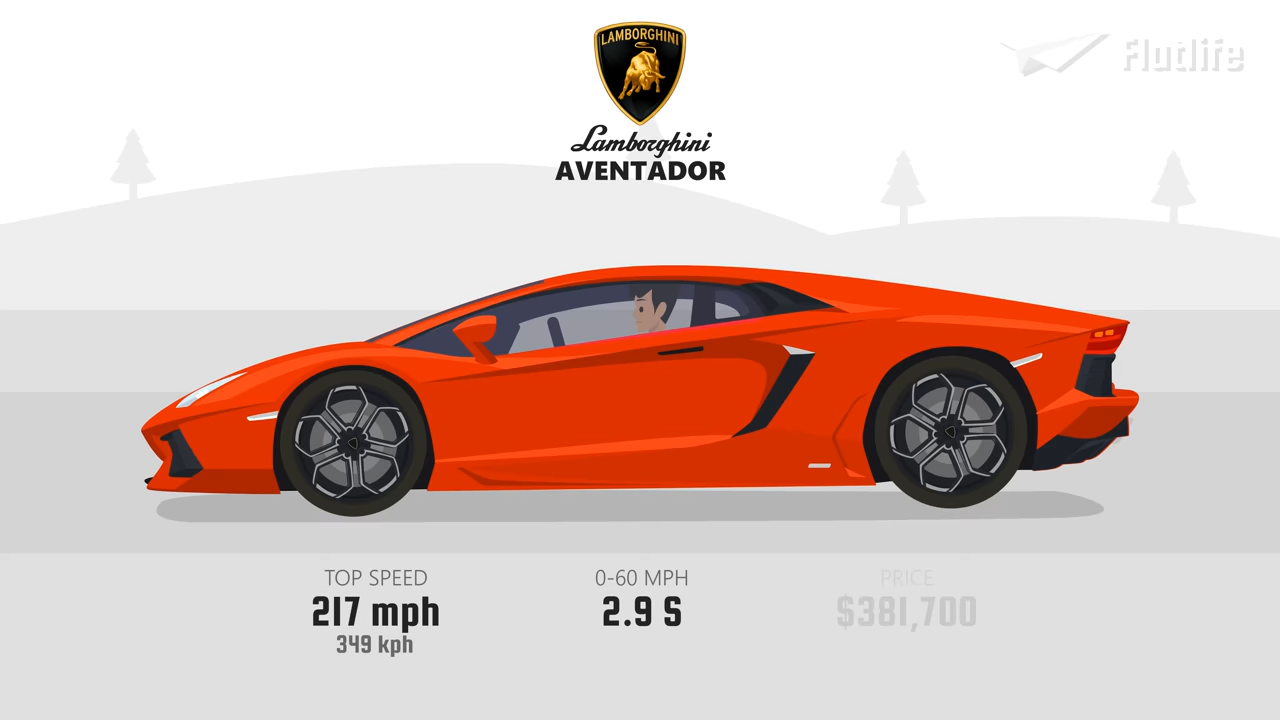 LAMBORGHINI
Flutlife
Lamborghini
AVENTADOR
TOP SPEED
217 mph
349 kph
0-60 MPH
2.9 S
PRICE
$381,700